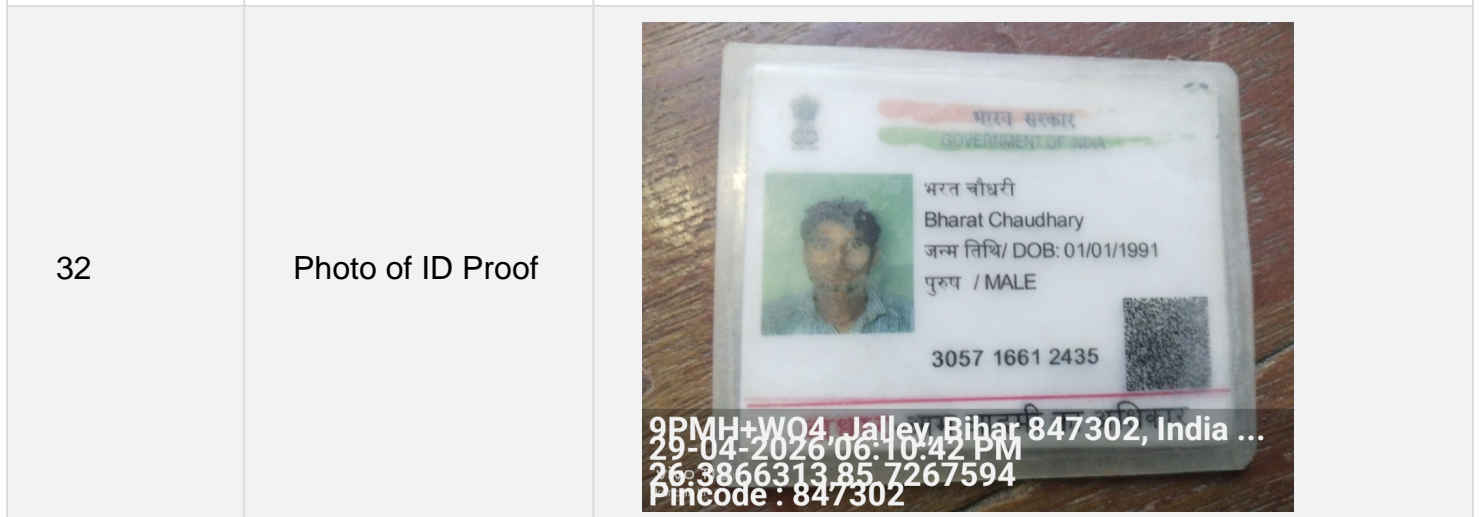 32
Photo of ID Proof
भारत सरकार
GOVERNMENT OF INDIA
भरत चौधरी
Bharat Chaudhary
जन्म तिथि/ DOB: 01/01/1991
पुरुष / MALE
3057 1661 2435
9PMH+WQ4, Jalley, Bihar 847302, India ...
29-04-2026 06:10:42 PM
26.3866313,85.7267594
Pincode : 847302